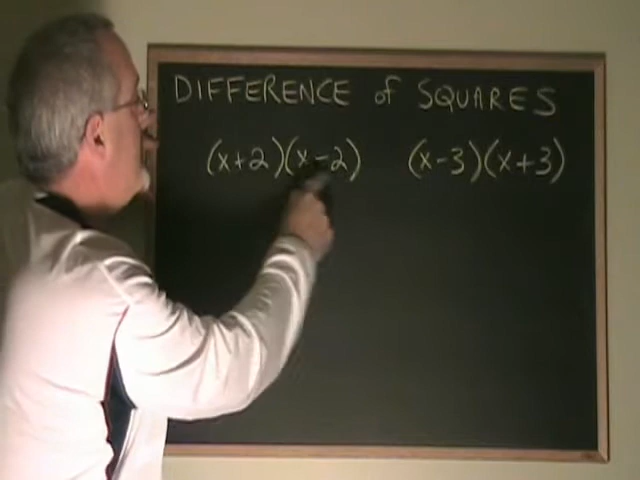 DIFFERENCE of SQUARES
(x+2)(x-2) (x-3)(x+3)